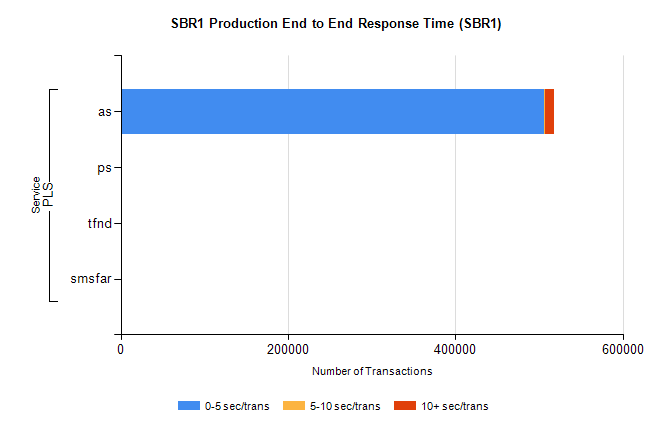 SBR1 Production End to End Response Time (SBR1)
Service
PLS
as
ps
tfnd
smsfar
0 200000 400000 600000
Number of Transactions
0-5 sec/trans 5-10 sec/trans 10+ sec/trans